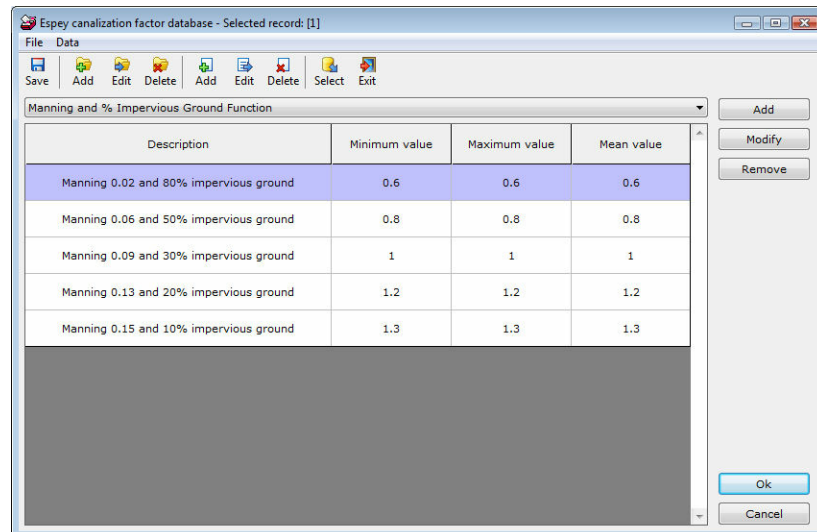 Espey canalization factor database - Selected record: [1]
File Data
Save Add Edit Delete Add Edit Delete Select Exit
Manning and % Impervious Ground Function
Add
Modify
Remove
Description Minimum value Maximum value Mean value
Manning 0.02 and 80% impervious ground 0.6 0.6 0.6
Manning 0.06 and 50% impervious ground 0.8 0.8 0.8
Manning 0.09 and 30% impervious ground 1 1 1
Manning 0.13 and 20% impervious ground 1.2 1.2 1.2
Manning 0.15 and 10% impervious ground 1.3 1.3 1.3
Ok
Cancel